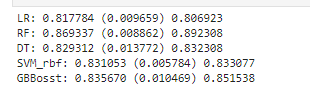 LR: 0.817784 (0.009659) 0.806923
RF: 0.869337 (0.008862) 0.892308
DT: 0.829312 (0.013772) 0.832308
SVM_rbf: 0.831053 (0.005784) 0.833077
GBBosst: 0.835670 (0.010469) 0.851538